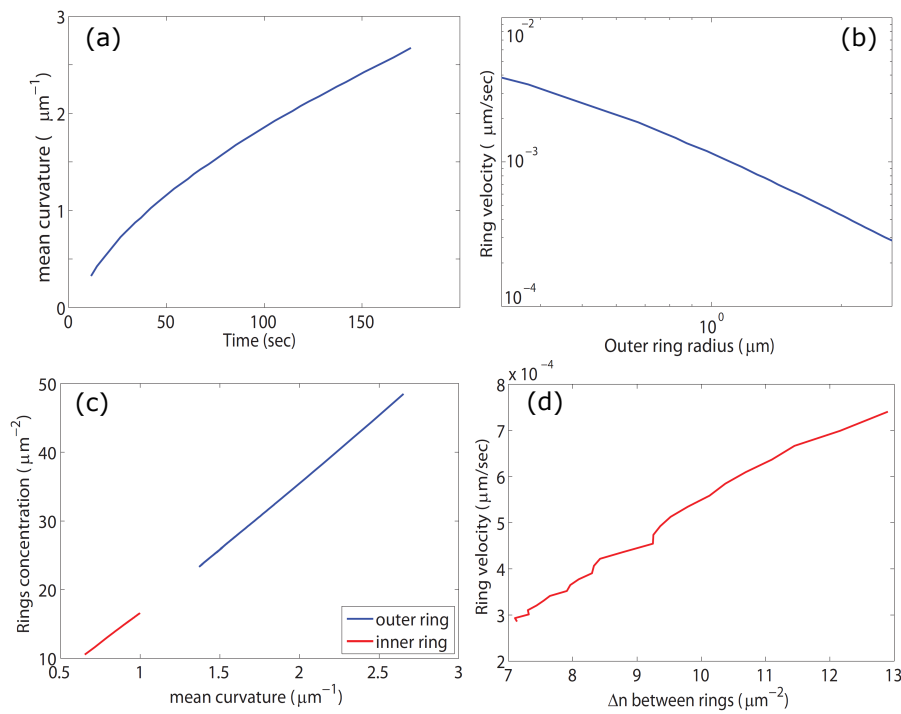 (a)
3
2
1
0
mean curvature ( μm⁻¹)
0 50 100 150
Time (sec)
(b)
10⁻²
10⁻³
10⁻⁴
Ring velocity ( μm/sec)
10⁰
Outer ring radius ( μm)
(c)
50
40
30
20
10
Rings concentration ( μm⁻²)
outer ring
inner ring
0.5 1 1.5 2 2.5 3
mean curvature ( μm⁻¹)
(d)
x 10⁻⁴
8
7
6
5
4
3
2
Ring velocity ( μm/sec)
7 8 9 10 11 12 13
Δn between rings ( μm⁻²)